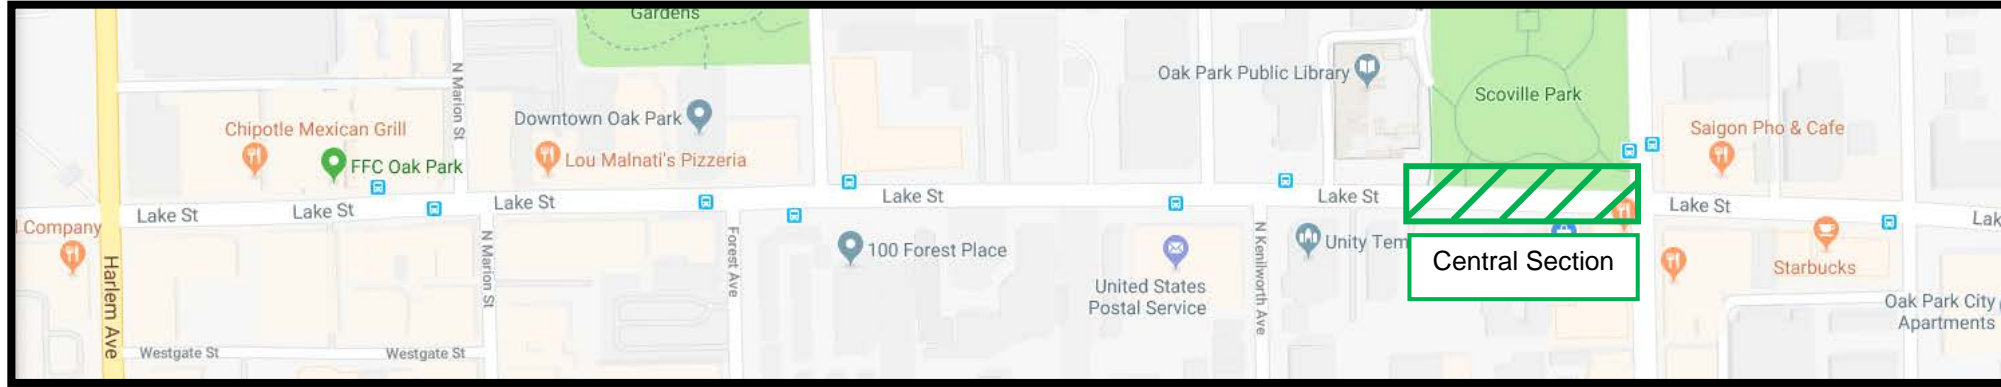 Gardens
N Marion St
Oak Park Public Library
Scoville Park
Downtown Oak Park
Chipotle Mexican Grill
Saigon Pho & Cafe
Lou Malnati's Pizzeria
FFC Oak Park
Lake St
Lake St
Lake St
Lake St
Lake St
Lake St
Lak
Company
Harlem Ave
N Marion St
Forest Ave
100 Forest Place
N Kenilworth Ave
Unity Tem
Central Section
Starbucks
United States
Postal Service
Oak Park City
Apartments
Westgate St
Westgate St